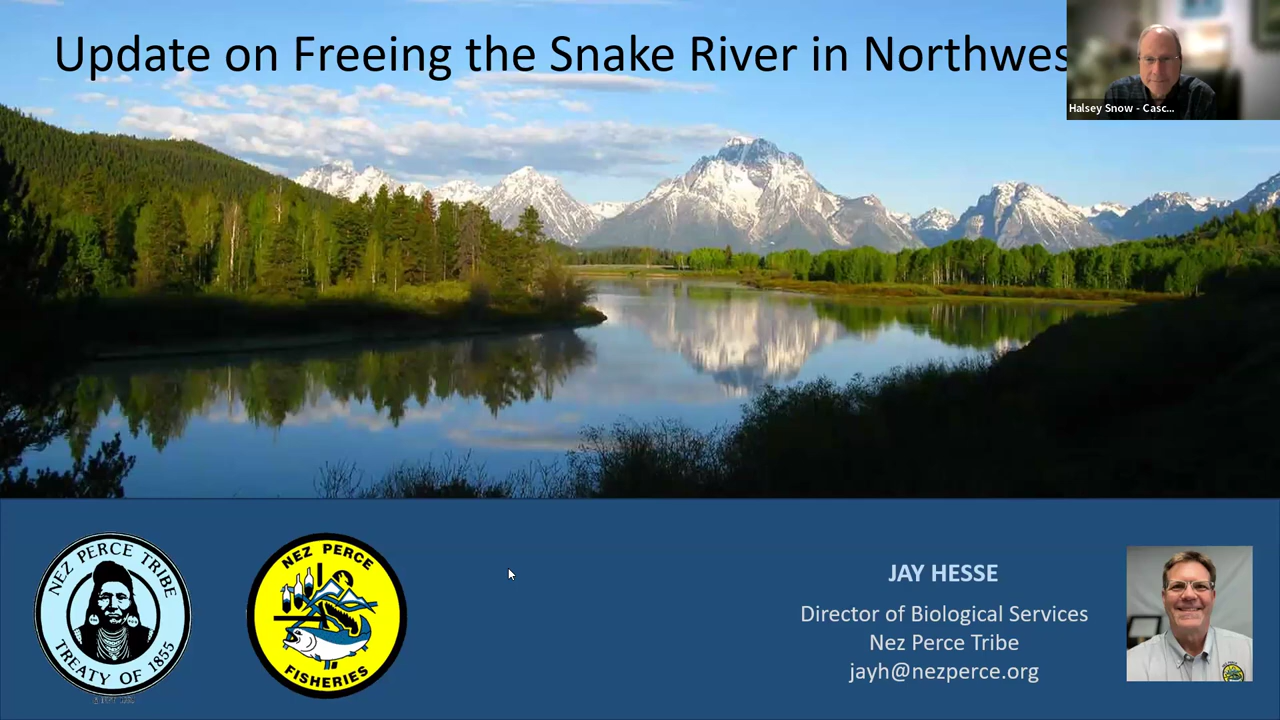 Update on Freeing the Snake River in Northwes
Halsey Snow - Casc...
NEZ PERCE TRIBE
TREATY OF 1855
NEZ PERCE
FISHERIES
JAY HESSE
Director of Biological Services
Nez Perce Tribe
jayh@nezperce.org